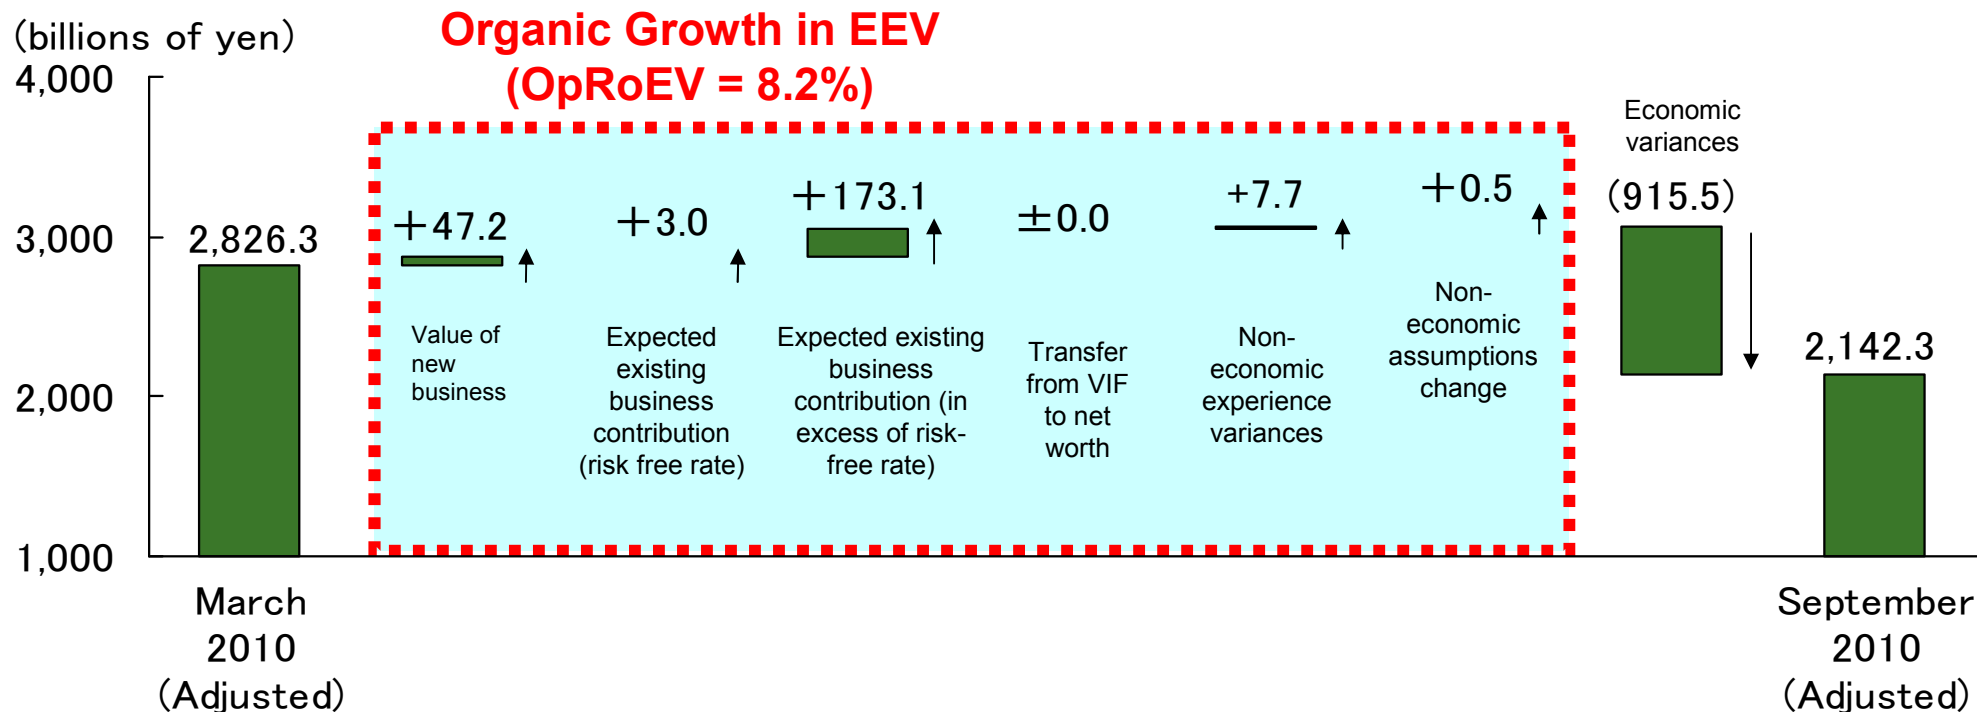 (billions of yen)
Organic Growth in EEV
(OpRoEV = 8.2%)
4,000
3,000
2,000
1,000
2,826.3
+47.2
+3.0
+173.1
±0.0
+7.7
+0.5
Economic
variances
(915.5)
2,142.3
Value of
new
business
Expected
existing
business
contribution
(risk free rate)
Expected existing
business
contribution (in
excess of risk-
free rate)
Transfer
from VIF
to net
worth
Non-
economic
experience
variances
Non-
economic
assumptions
change
March
2010
(Adjusted)
September
2010
(Adjusted)